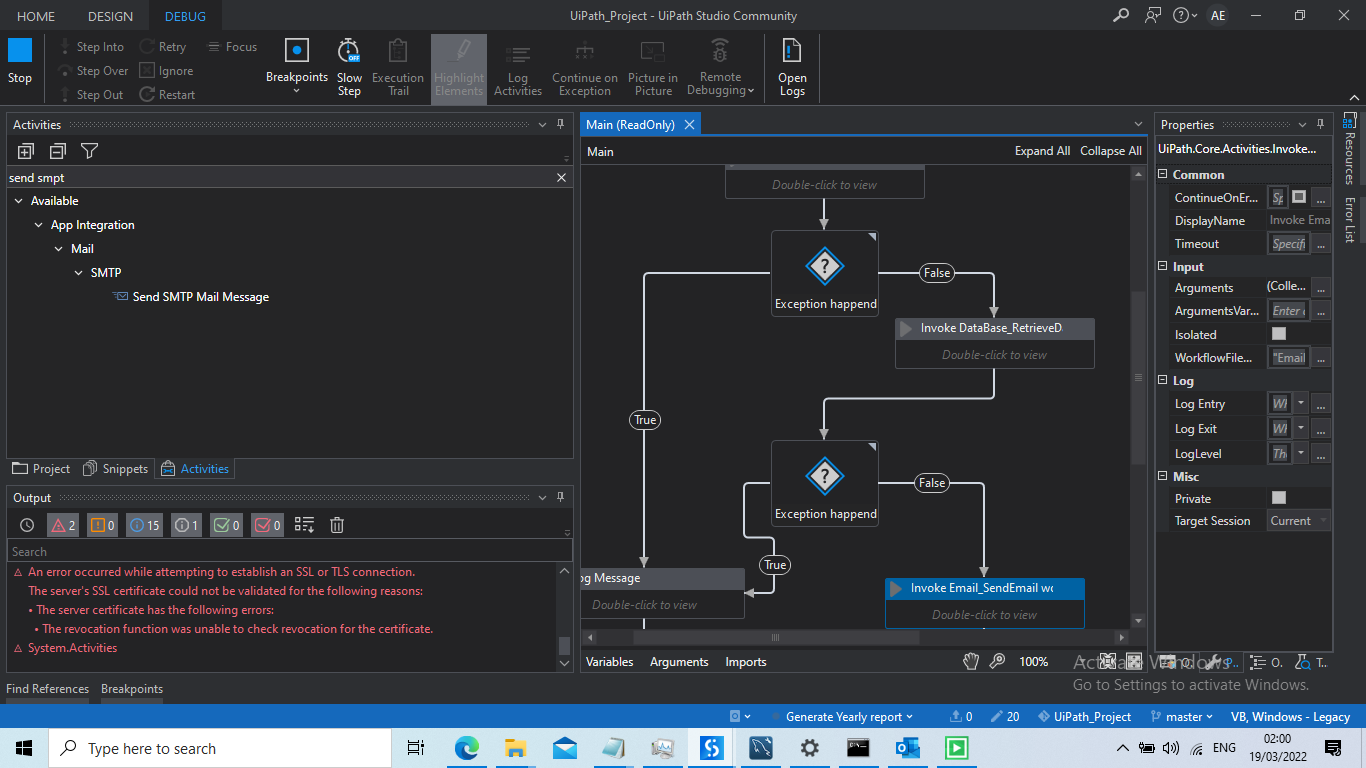 HOME DESIGN DEBUG
UiPath_Project - UiPath Studio Community
AE
Stop
Step Into
Step Over
Step Out
Retry
Ignore
Restart
Focus
Breakpoints
Slow Step
Execution Trail
Highlight Elements
Log Activities
Continue on Exception
Picture in Picture
Remote Debugging
Open Logs
Activities
send smpt
Available
App Integration
Mail
SMTP
Send SMTP Mail Message
Project Snippets Activities
Output
2 0 15 1 0 0
Search
An error occurred while attempting to establish an SSL or TLS connection.
The server's SSL certificate could not be validated for the following reasons:
• The server certificate has the following errors:
• The revocation function was unable to check revocation for the certificate.
System.Activities
Find References Breakpoints
Main (ReadOnly)
Main
Expand All Collapse All
Double-click to view
Exception happend
False
Invoke DataBase_RetrieveD
Double-click to view
True
Exception happend
False
True
og Message
Double-click to view
Invoke Email_SendEmail wo
Double-click to view
Variables Arguments Imports
100%
Properties
UiPath.Core.Activities.Invoke...
Common
ContinueOnEr... Sp ...
DisplayName Invoke Ema
Timeout Specifi ...
Input
Arguments (Colle... ...
ArgumentsVar... Enter ...
Isolated
WorkflowFile... "Email ...
Log
Log Entry Wh ...
Log Exit Wh ...
LogLevel The ...
Misc
Private
Target Session Current
O.. P.. O. T..
Resources
Error List
Activate Windows
Go to Settings to activate Windows.
Generate Yearly report
0
20
UiPath_Project
master
VB, Windows - Legacy
Type here to search
ENG
02:00
19/03/2022